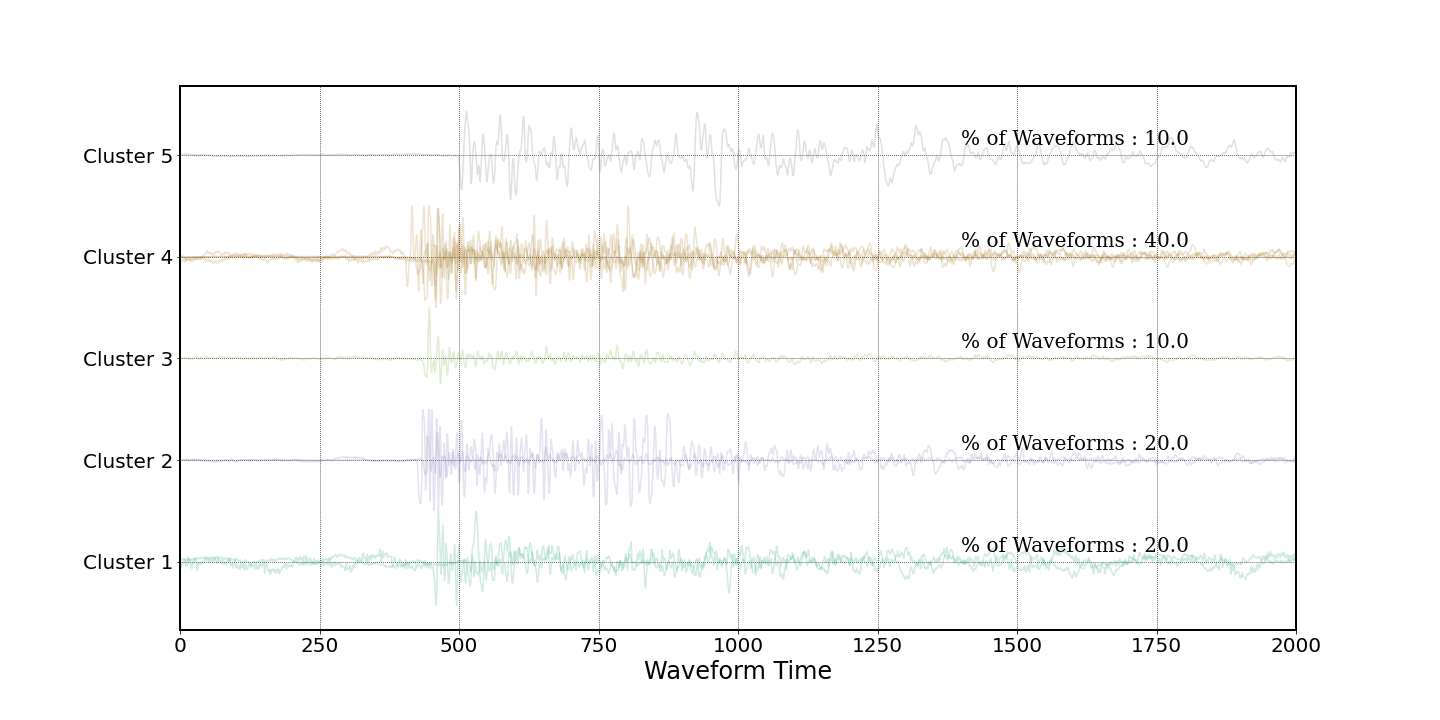 Cluster 5
% of Waveforms : 10.0
Cluster 4
% of Waveforms : 40.0
Cluster 3
% of Waveforms : 10.0
Cluster 2
% of Waveforms : 20.0
Cluster 1
% of Waveforms : 20.0
0 250 500 750 1000 1250 1500 1750 2000
Waveform Time